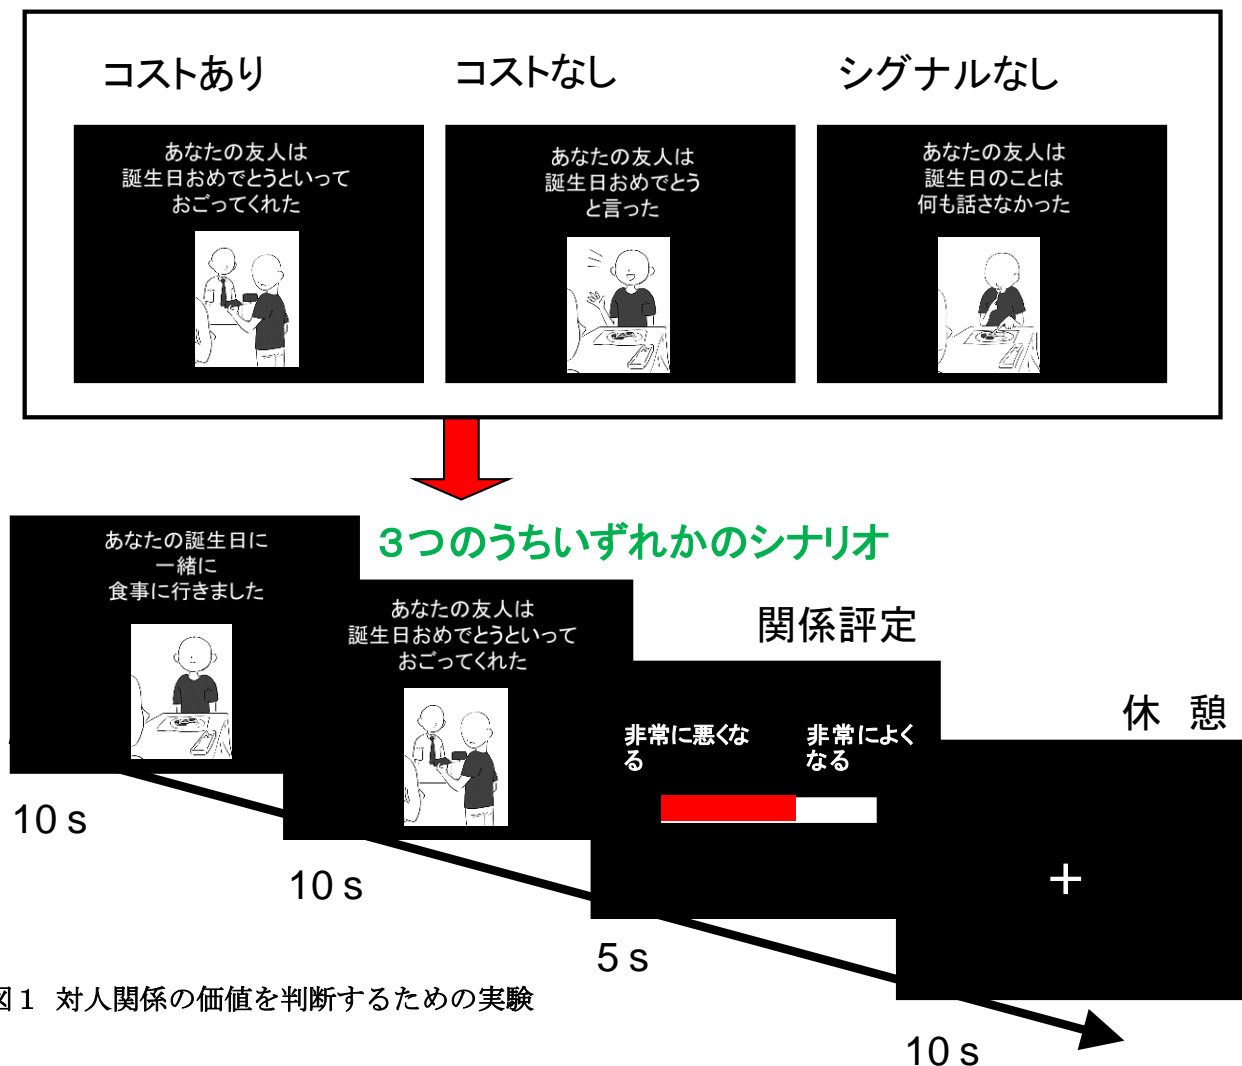 コストあり
コストなし
シグナルなし
あなたの友人は
誕生日おめでとうといって
おごってくれた
あなたの友人は
誕生日おめでとう
と言った
あなたの友人は
誕生日のことは
何も話さなかった
3つのうちいずれかのシナリオ
あなたの誕生日に
一緒に
食事に行きました
あなたの友人は
誕生日おめでとうといって
おごってくれた
関係評定
非常に悪くな
る
非常によく
なる
休 憩
+
10 s
10 s
5 s
10 s
図1 対人関係の価値を判断するための実験